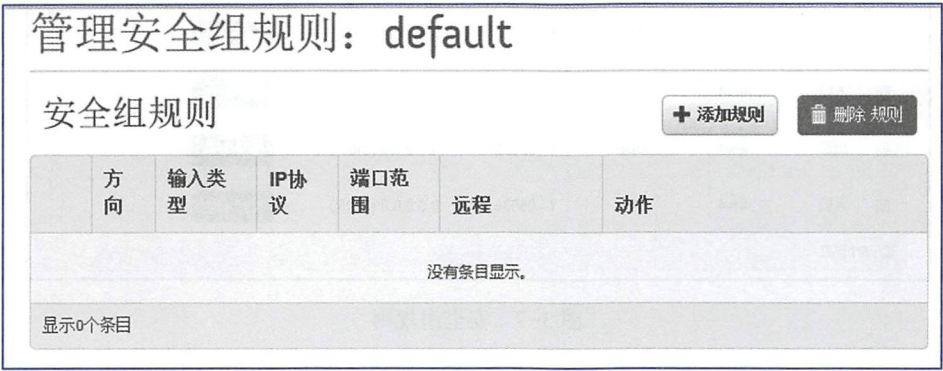 管理安全组规则：default
安全组规则
添加规则
删除 规则
方向
输入类型
IP协议
端口范围
远程
动作
没有条目显示。
显示0个条目